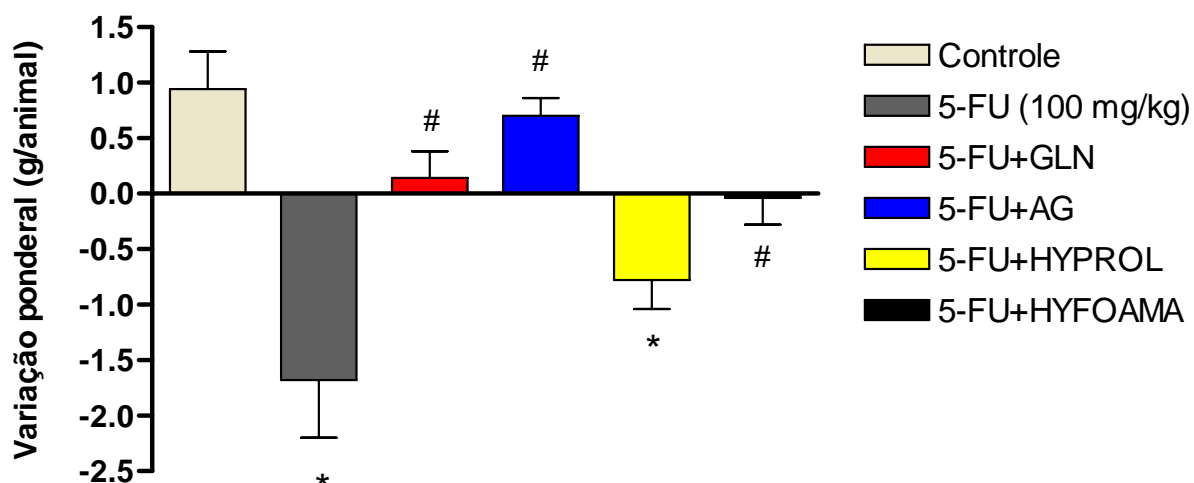 Variação ponderal (g/animal)
1.5
1.0
0.5
0.0
-0.5
-1.0
-1.5
-2.0
-2.5
*
#
#
*
#
Controle
5-FU (100 mg/kg)
5-FU+GLN
5-FU+AG
5-FU+HYPROL
5-FU+HYFOAMA